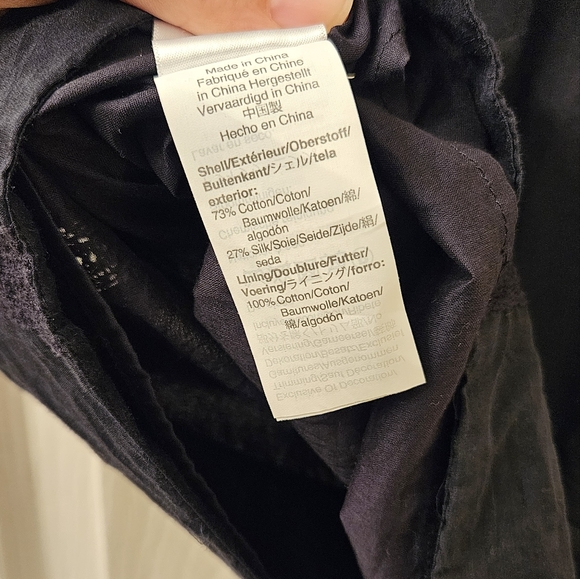 Made in China
Fabriqué en Chine
in China Hergestellt
Vervaardigd in China
中国製
Hecho en China
Shell/Extérieur/Oberstoff/
Buitenkant/シェル/tela
exterior:
73% Cotton/Coton/
Baumwolle/Katoen/綿/
algodón
27% Silk/Soie/Seide/Zijde/絹/
seda
Lining/Doublure/Futter/
Voering/ライニング/forro:
100% Cotton/Coton/
Baumwolle/Katoen/
綿/algodón
Exclusive Of Decoration